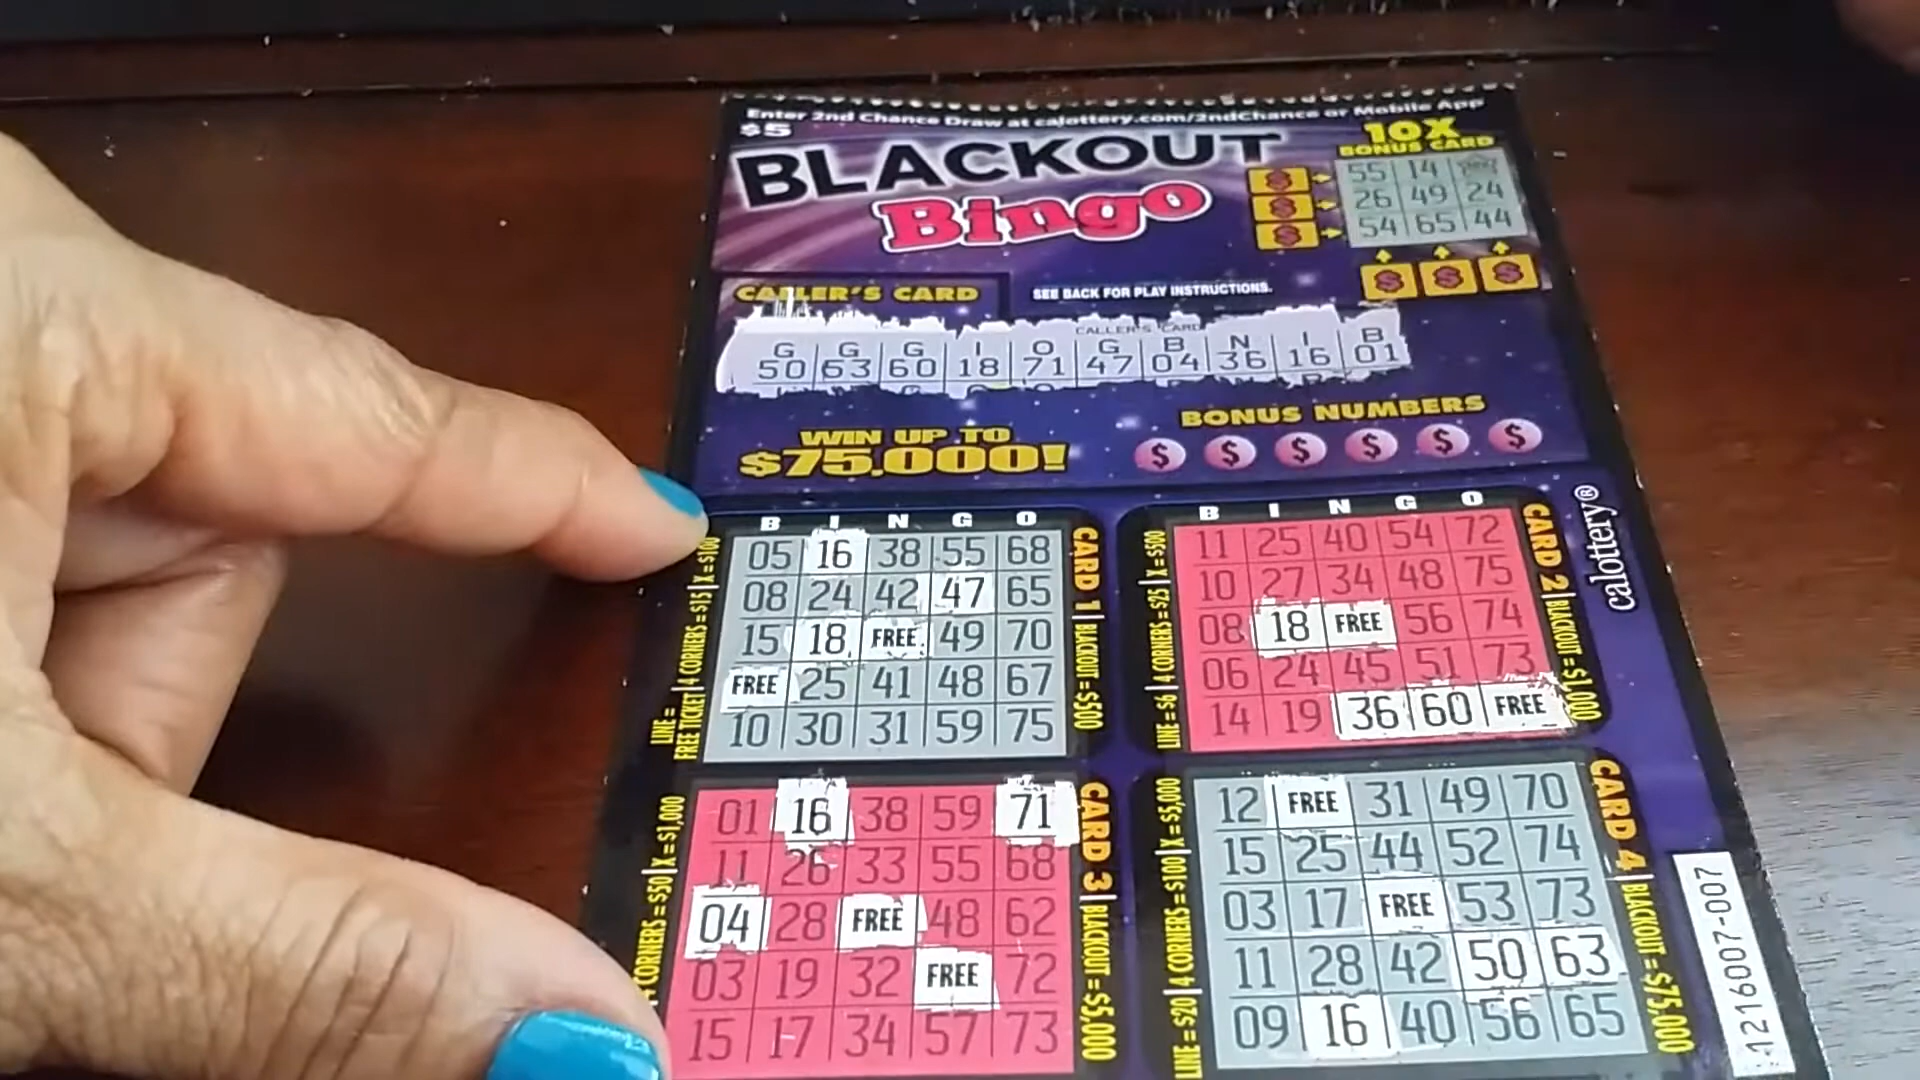 Enter 2nd Chance Draw at calottery.com/2ndChance or Mobile App
$5
BLACKOUT
Bingo
10X
BONUS CARD
55 14
26 49 24
54 65 44
CALLER'S CARD
SEE BACK FOR PLAY INSTRUCTIONS.
CALLER'S CARD
G G G I O G B N I B
50 63 60 18 71 47 04 36 16 01
WIN UP TO
$75,000!
BONUS NUMBERS
$ $ $ $ $ $
B I N G O
05 16 38 55 68
08 24 42 47 65
15 18 FREE 49 70
FREE 25 41 48 67
10 30 31 59 75
LINE =
FREE TICKET | 4 CORNERS = $15 | X = $100
CARD 1 | BLACKOUT = $500
B I N G O
11 25 40 54 72
10 27 34 48 75
08 18 FREE 56 74
06 24 45 51 73
14 19 36 60 FREE
LINE = $6 | 4 CORNERS = $25 | X = $500
CARD 2 | BLACKOUT = $1,000
calottery®
01 16 38 59 71
11 26 33 55 68
04 28 FREE 48 62
03 19 32 FREE 72
15 17 34 57 73
4 CORNERS = $50 | X = $1,000
CARD 3 | BLACKOUT = $5,000
12 FREE 31 49 70
15 25 44 52 74
03 17 FREE 53 73
11 28 42 50 63
09 16 40 56 65
LINE = $20 | 4 CORNERS = $100 | X = $5,000
CARD 4 | BLACKOUT = $75,000
1216007-007